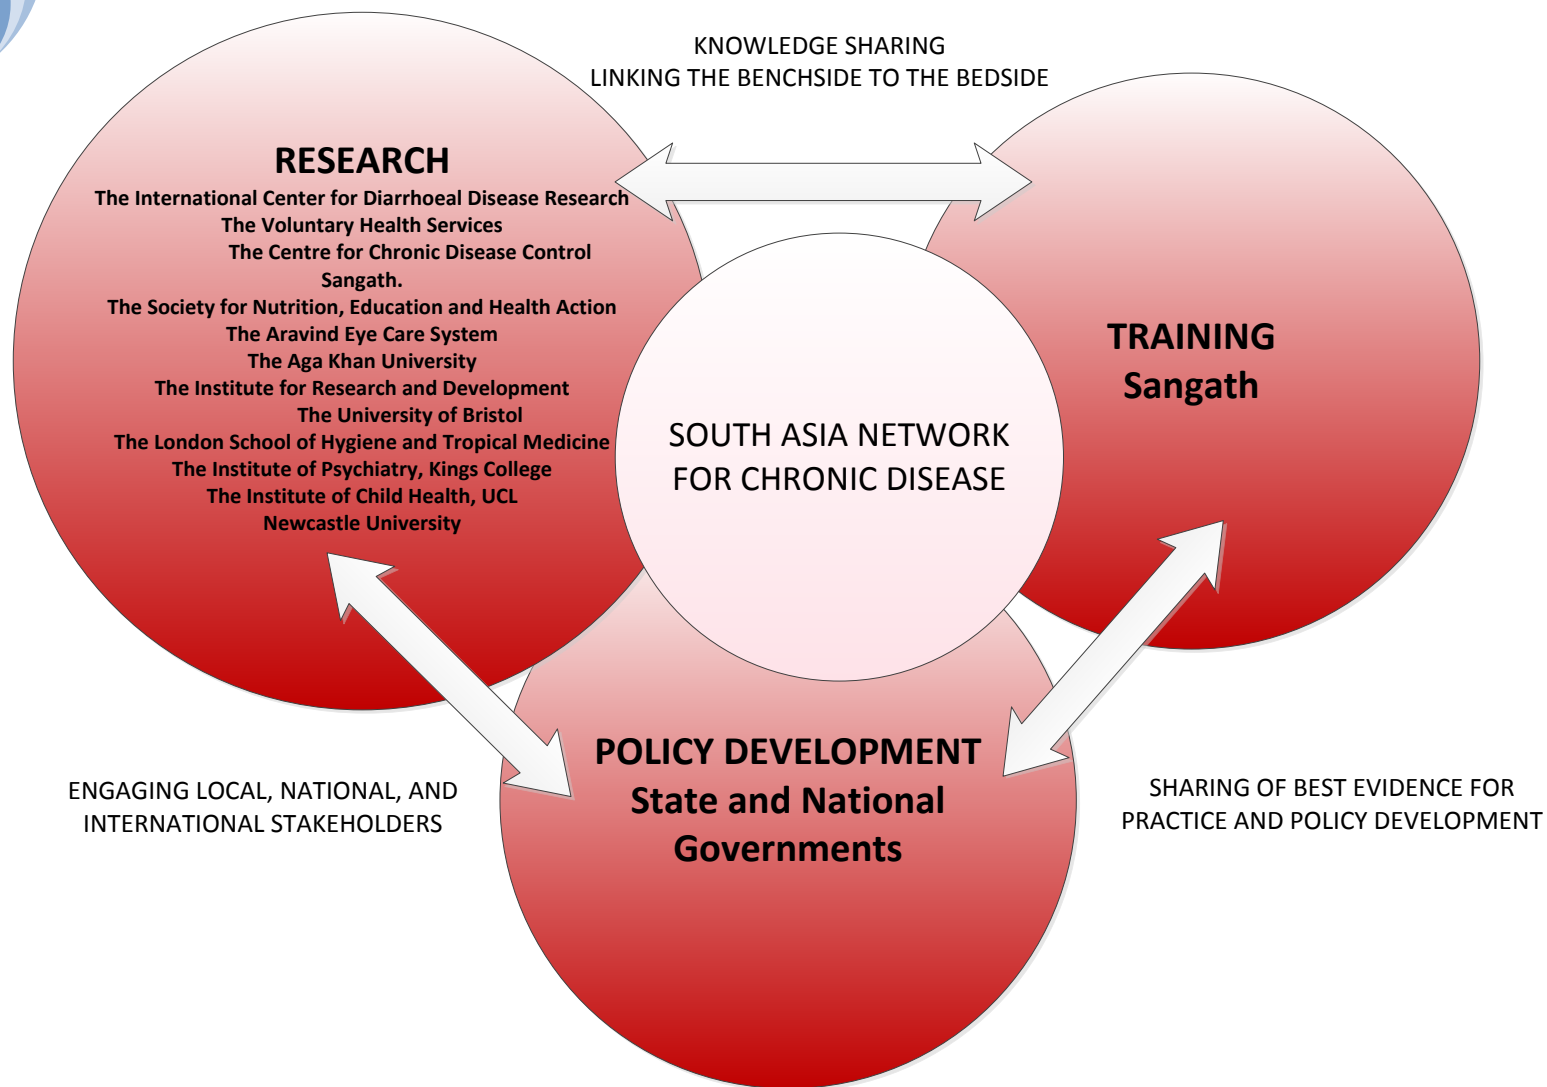 KNOWLEDGE SHARING
LINKING THE BENCHSIDE TO THE BEDSIDE
RESEARCH
The International Center for Diarrhoeal Disease Research
The Voluntary Health Services
The Centre for Chronic Disease Control
Sangath.
The Society for Nutrition, Education and Health Action
The Aravind Eye Care System
The Aga Khan University
The Institute for Research and Development
The University of Bristol
The London School of Hygiene and Tropical Medicine
The Institute of Psychiatry, Kings College
The Institute of Child Health, UCL
Newcastle University
TRAINING
Sangath
SOUTH ASIA NETWORK
FOR CHRONIC DISEASE
POLICY DEVELOPMENT
State and National
Governments
ENGAGING LOCAL, NATIONAL, AND
INTERNATIONAL STAKEHOLDERS
SHARING OF BEST EVIDENCE FOR
PRACTICE AND POLICY DEVELOPMENT